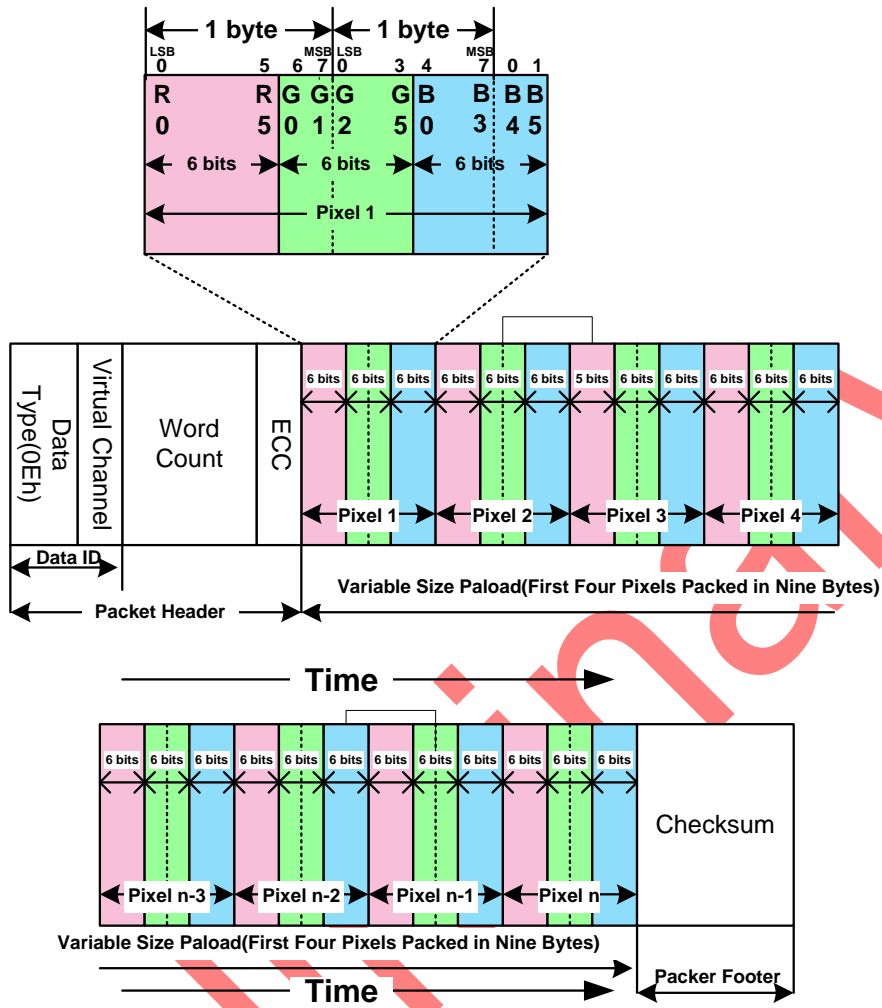 1 byte 1 byte
LSB MSB LSB MSB
0 5 6 7 0 3 4 7 0 1
R R G G G G B B B B
0 5 0 1 2 5 0 3 4 5
6 bits 6 bits 6 bits
Pixel 1
Data Type(0Eh)
Virtual Channel
Word Count
ECC
6 bits 6 bits 6 bits 6 bits 6 bits 6 bits 5 bits 6 bits 6 bits 6 bits 6 bits 6 bits
Pixel 1 Pixel 2 Pixel 3 Pixel 4
Data ID
Variable Size Paload(First Four Pixels Packed in Nine Bytes)
Packet Header
Time
6 bits 6 bits 6 bits 6 bits 6 bits 6 bits 6 bits 6 bits 6 bits 6 bits 6 bits 6 bits
Checksum
Pixel n-3 Pixel n-2 Pixel n-1 Pixel n
Variable Size Paload(First Four Pixels Packed in Nine Bytes)
Packer Footer
Time